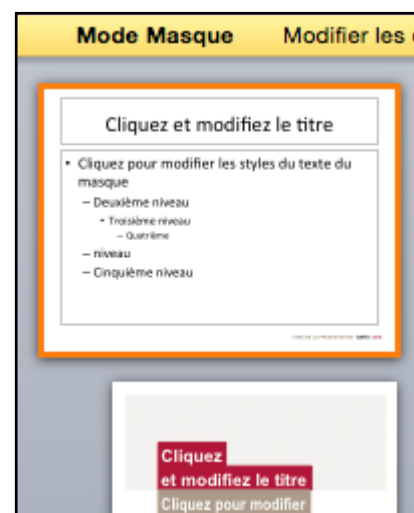 Mode Masque Modifier les
Cliquez et modifiez le titre
• Cliquez pour modifier les styles du texte du
masque
– Deuxième niveau
• Troisième niveau
– Quatrième
– niveau
– Cinquième niveau
Cliquez
et modifiez le titre
Cliquez pour modifier